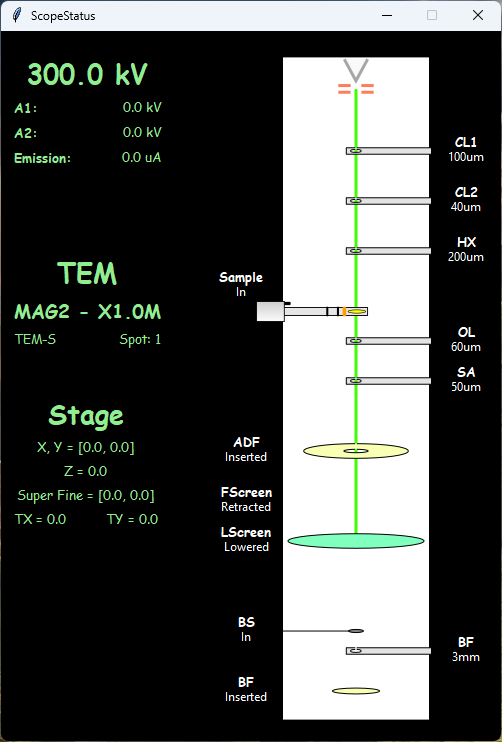 ScopeStatus
300.0 kV
A1: 0.0 kV
A2: 0.0 kV
Emission: 0.0 uA
TEM
MAG2 - X1.0M
TEM-S Spot: 1
Stage
X, Y = [0.0, 0.0]
Z = 0.0
Super Fine = [0.0, 0.0]
TX = 0.0 TY = 0.0
Sample
In
ADF
Inserted
FScreen
Retracted
LScreen
Lowered
BS
In
BF
Inserted
CL1
100um
CL2
40um
HX
200um
OL
60um
SA
50um
BF
3mm